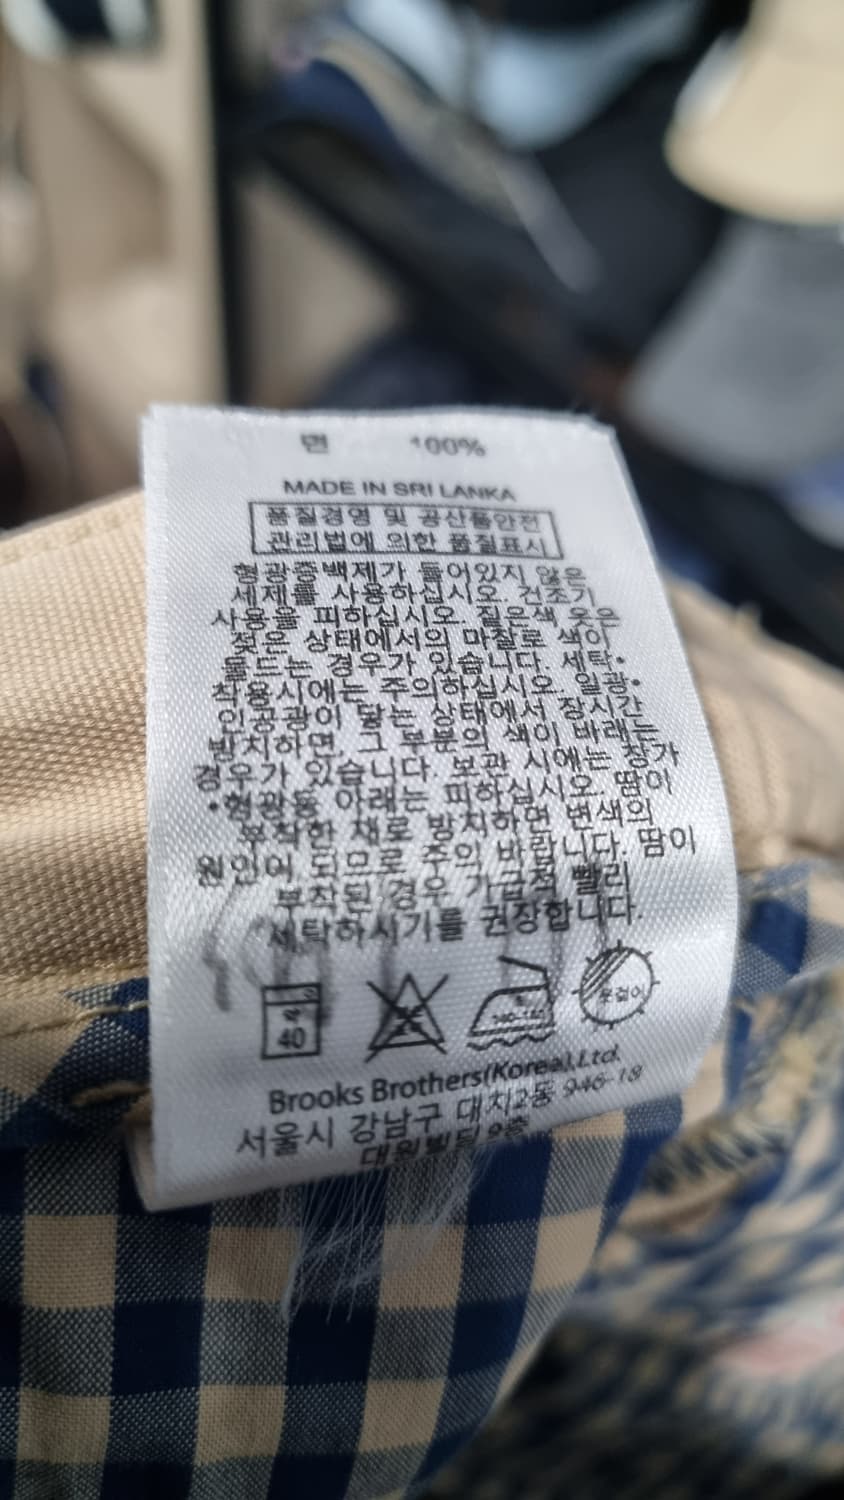 면 100%
MADE IN SRI LANKA
품질경영 및 공산품안전
관리법에 의한 품질표시
형광증백제가 들어있지 않은
세제를 사용하십시오. 건조기
사용을 피하십시오. 짙은색 옷은
젖은 상태에서의 마찰로 색이
물드는 경우가 있습니다. 세탁•
착용시에는 주의하십시오. 일광•
인공광이 닿는 상태에서 장시간
방치하면, 그 부분의 색이 바래는
경우가 있습니다. 보관 시에는 창가
•형광등 아래는 피하십시오. 땀이
부착한 채로 방치하면 변색의
원인이 되므로 주의 바랍니다. 땀이
부착된 경우 가급적 빨리
세탁하시기를 권장합니다.
약 40 옷걸이
Brooks Brothers(Korea),Ltd.
서울시 강남구 대치2동 946-18
대원빌딩 9층